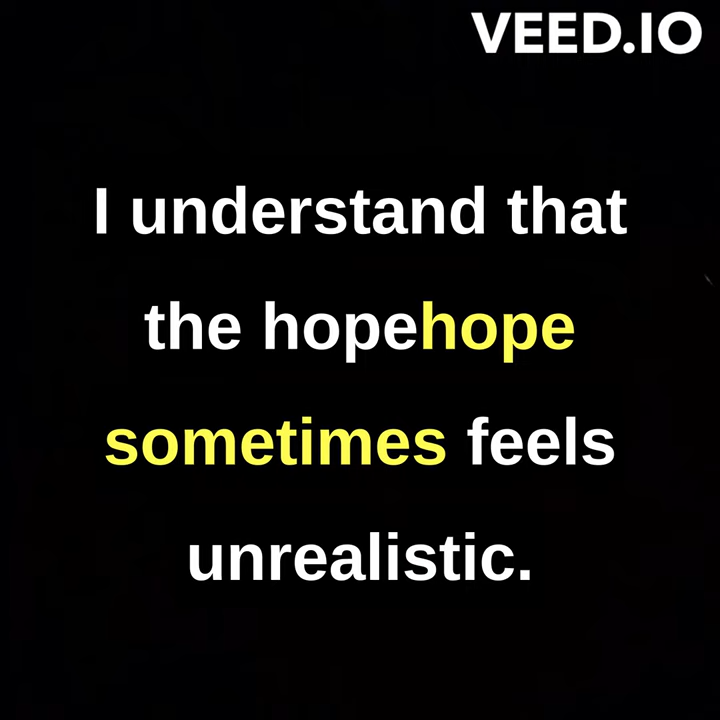 VEED.IO
I understand that
the hopehope
sometimes feels
unrealistic.